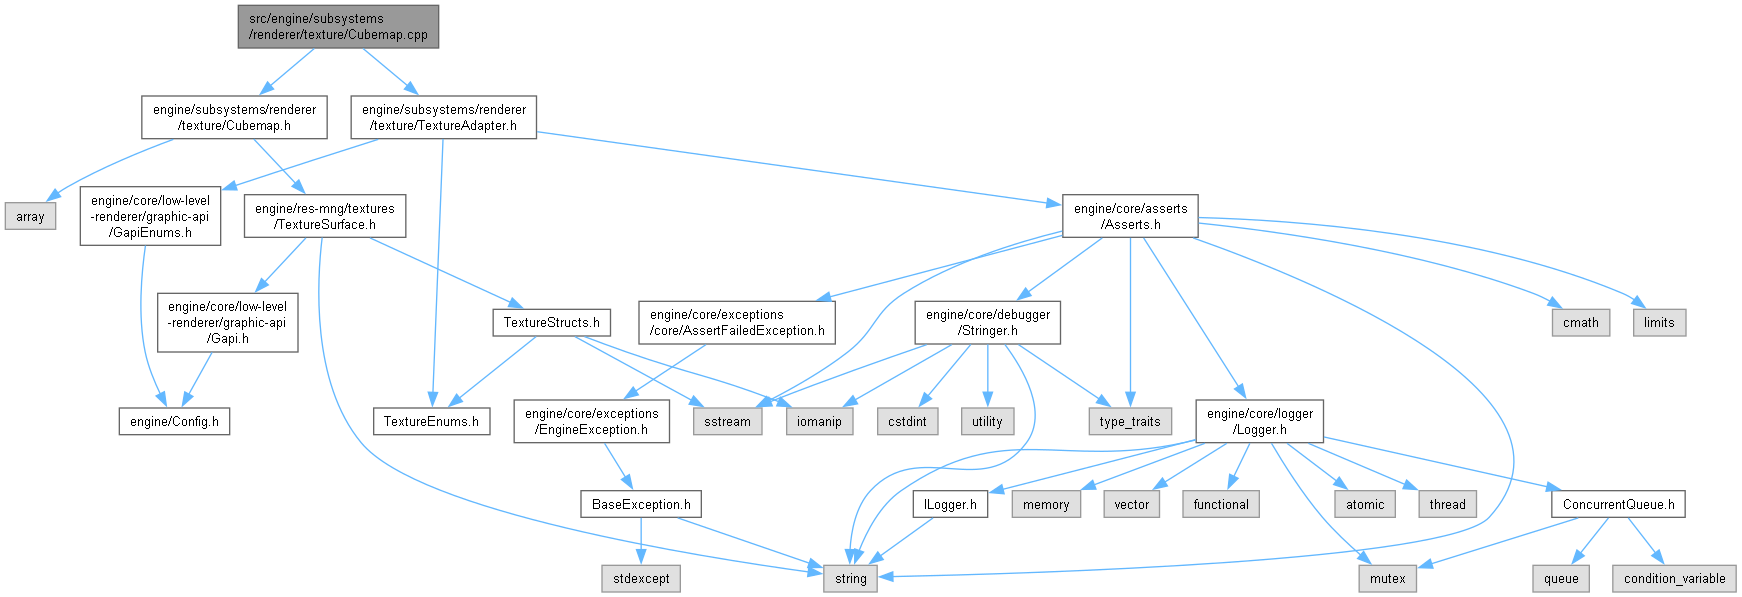 src/engine/subsystems
/renderer/texture/Cubemap.cpp
engine/subsystems/renderer
/texture/Cubemap.h
engine/subsystems/renderer
/texture/TextureAdapter.h
array
engine/core/low-level
-renderer/graphic-api
/GapiEnums.h
engine/res-mng/textures
/TextureSurface.h
engine/core/asserts
/Asserts.h
engine/core/low-level
-renderer/graphic-api
/Gapi.h
TextureStructs.h
engine/core/exceptions
/core/AssertFailedException.h
engine/core/debugger
/Stringer.h
cmath
limits
engine/Config.h
TextureEnums.h
engine/core/exceptions
/EngineException.h
sstream
iomanip
cstdint
utility
type_traits
engine/core/logger
/Logger.h
BaseException.h
ILogger.h
memory
vector
functional
atomic
thread
ConcurrentQueue.h
stdexcept
string
mutex
queue
condition_variable